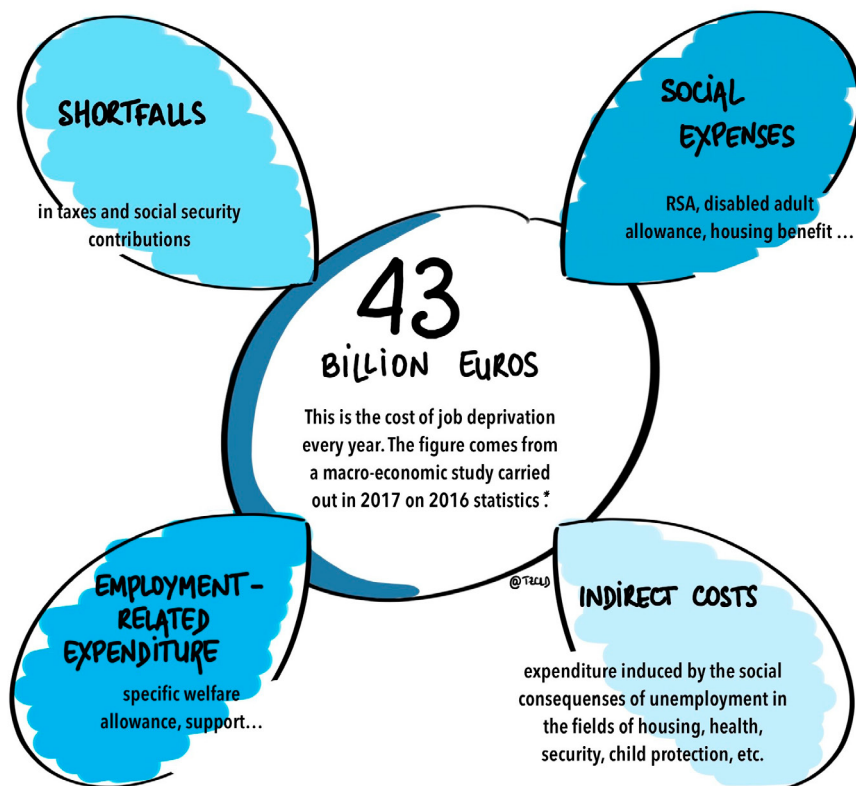 SHORTFALLS
in taxes and social security
contributions
SOCIAL
EXPENSES
RSA, disabled adult
allowance, housing benefit ...
43
BILLION EUROS
This is the cost of job deprivation
every year. The figure comes from
a macro-economic study carried
out in 2017 on 2016 statistics*.
@TZCLD
EMPLOYMENT-
RELATED
EXPENDITURE
specific welfare
allowance, support...
INDIRECT COSTS
expenditure induced by the social
consequenses of unemployment in
the fields of housing, health,
security, child protection, etc.